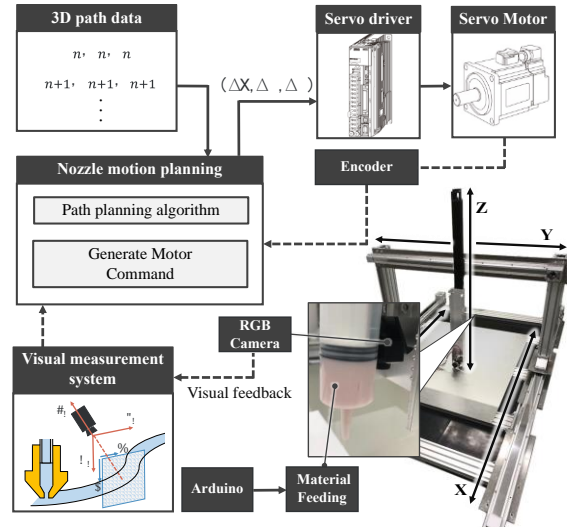 3D path data
n, n, n
n+1, n+1, n+1
⋮
Servo driver
Servo Motor
(ΔX,Δ ,Δ )
Nozzle motion planning
Path planning algorithm
Generate Motor
Command
Encoder
Z
Y
X
RGB
Camera
Visual measurement
system
Visual feedback
#!
"!
!!
%
$
Arduino
Material
Feeding